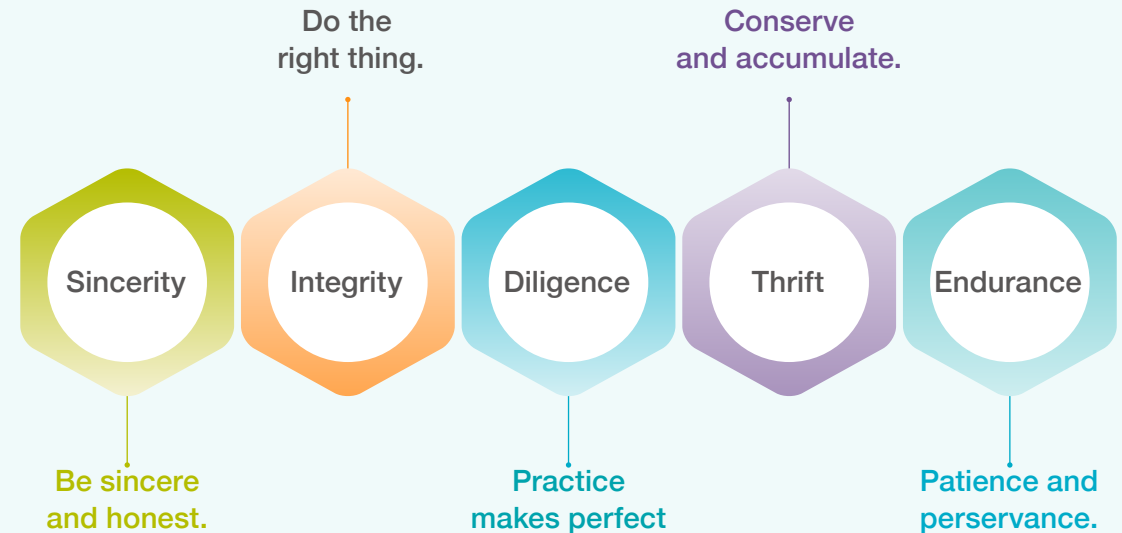 Do the
right thing.
Conserve
and accumulate.
Sincerity
Integrity
Diligence
Thrift
Endurance
Be sincere
and honest.
Practice
makes perfect
Patience and
perservance.